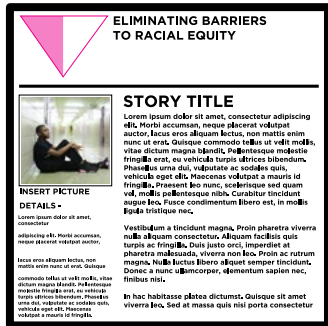 ELIMINATING BARRIERS
TO RACIAL EQUITY
STORY TITLE
Lorem ipsum dolor sit amet, consectetur adipiscing
elit. Morbi accumsan, neque placerat volutpat
auctor, lacus eros aliquam lectus, non mattis enim
nunc ut erat. Quisque commodo tellus ut velit mollis,
vitae dictum magna blandit. Pellentesque molestie
fringilla erat, eu vehicula turpis ultrices bibendum.
Phasellus urna dui, vulputate ac sodales quis,
vehicula eget elit. Maecenas volutpat a mauris id
fringilla. Praesent leo nunc, scelerisque sed quam
vel, mollis pellentesque nibh. Curabitur tincidunt
augue leo. Fusce condimentum libero est, in mollis
ligula tristique nec.
Vestibulum a tincidunt magna. Proin pharetra viverra
nulla aliquam consectetur. Aliquam facilisis quis
turpis ac fringilla. Duis justo orci, imperdiet at
pharetra malesuada, viverra non leo. Proin ac rutrum
magna. Nulla luctus libero aliquet semper tincidunt.
Donec a nunc ullamcorper, elementum sapien nec,
finibus nisi.
In hac habitasse platea dictumst. Quisque sit amet
viverra leo. Sed at massa quis nisi porta consectetur
INSERT PICTURE
DETAILS -
Lorem ipsum dolor sit amet,
consectetur
adipiscing elit. Morbi accumsan,
neque placerat volutpat auctor,
lacus eros aliquam lectus, non
mattis enim nunc ut erat. Quisque
commodo tellus ut velit mollis, vitae
dictum magna blandit. Pellentesque
molestie fringilla erat, eu vehicula
turpis ultrices bibendum. Phasellus
urna dui, vulputate ac sodales quis,
vehicula eget elit. Maecenas
volutpat a mauris id fringilla.